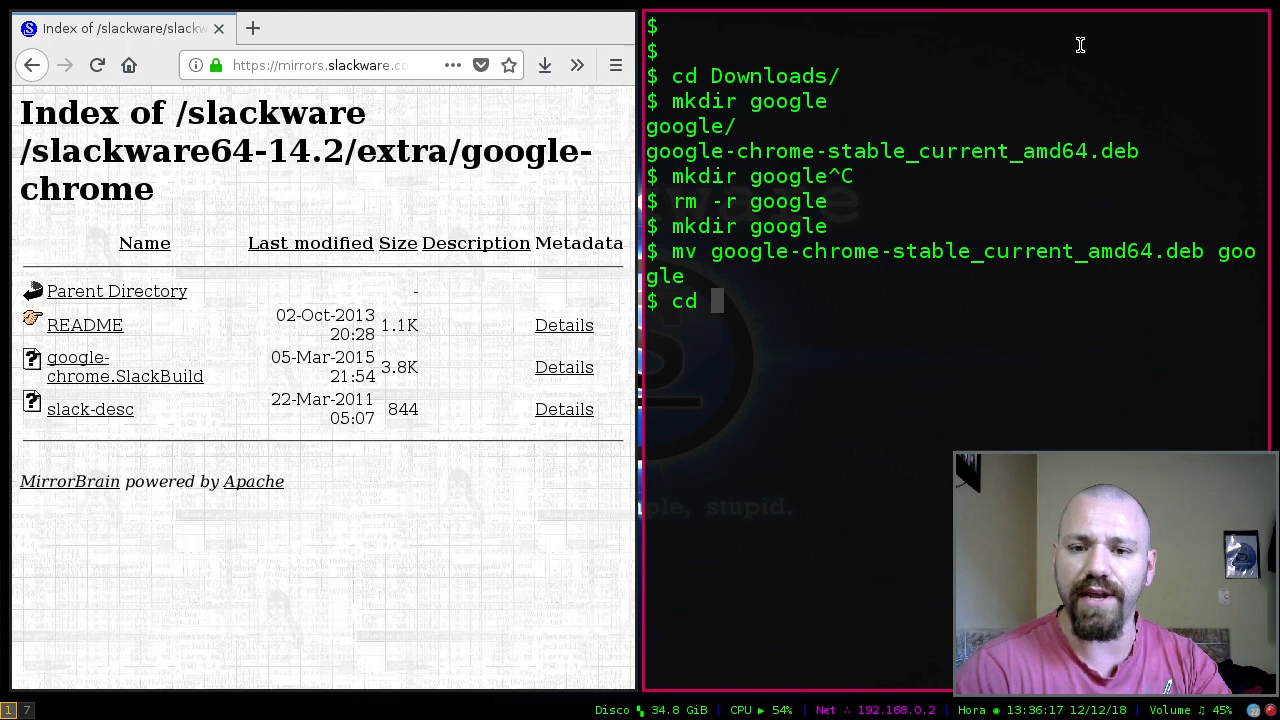 Index of /slackware/slackw
https://mirrors.slackware.co
Index of /slackware
/slackware64-14.2/extra/google-
chrome
Name Last modified Size Description Metadata
Parent Directory -
README 02-Oct-2013 20:28 1.1K Details
google-chrome.SlackBuild 05-Mar-2015 21:54 3.8K Details
slack-desc 22-Mar-2011 05:07 844 Details
MirrorBrain powered by Apache
$
$
$ cd Downloads/
$ mkdir google
google/
google-chrome-stable_current_amd64.deb
$ mkdir google^C
$ rm -r google
$ mkdir google
$ mv google-chrome-stable_current_amd64.deb goo
gle
$ cd
stupid.
1 7 Disco 34.8 GiB | CPU ▶ 54% | Net ∴ 192.168.0.2 | Hora ◉ 13:36:17 12/12/18 | Volume ♫ 45%